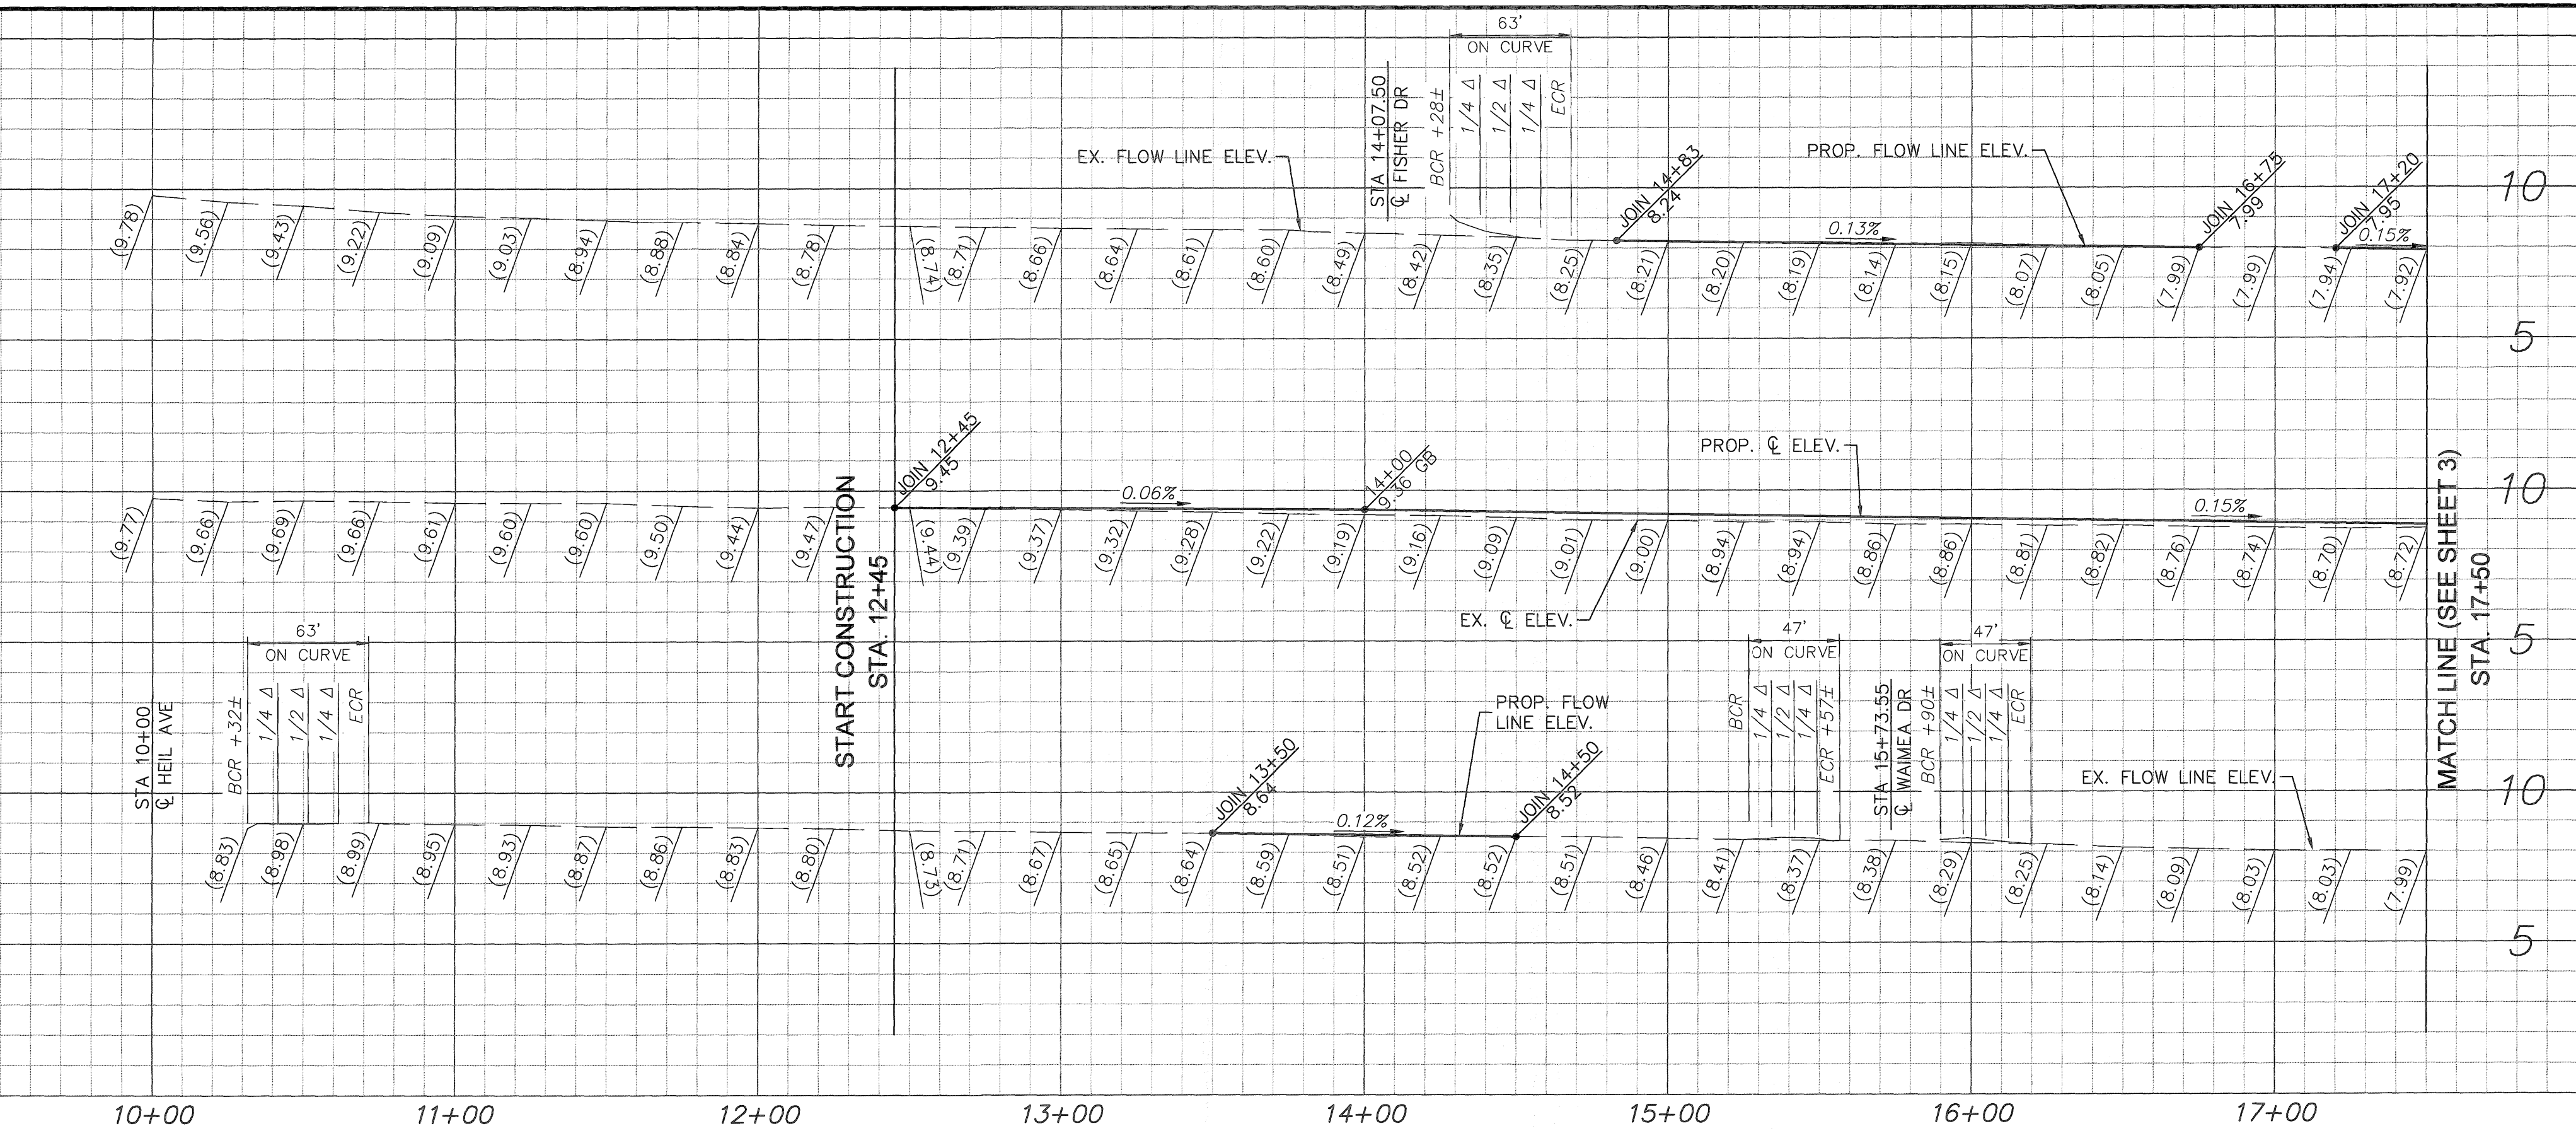 63'
ON CURVE
STA 14+07.50
℄ FISHER DR
BCR +28±
1/4 Δ
1/2 Δ
1/4 Δ
ECR
EX. FLOW LINE ELEV.
JOIN 14+83
8.24
PROP. FLOW LINE ELEV.
JOIN 16+75
7.99
JOIN 17+20
7.95
0.13%
0.15%
10
(9.78)
(9.56)
(9.43)
(9.22)
(9.09)
(9.03)
(8.94)
(8.88)
(8.84)
(8.78)
(8.74)
(8.71)
(8.66)
(8.64)
(8.61)
(8.60)
(8.49)
(8.42)
(8.35)
(8.25)
(8.21)
(8.20)
(8.19)
(8.14)
(8.15)
(8.07)
(8.05)
(7.99)
(7.99)
(7.94)
(7.92)
5
START CONSTRUCTION
STA. 12+45
JOIN 12+45
9.45
0.06%
14+00
9.36 GB
PROP. ℄ ELEV.
0.15%
10
(9.77)
(9.66)
(9.69)
(9.66)
(9.61)
(9.60)
(9.60)
(9.50)
(9.44)
(9.47)
(9.44)
(9.39)
(9.37)
(9.32)
(9.28)
(9.22)
(9.19)
(9.16)
(9.09)
(9.01)
(9.00)
(8.94)
(8.94)
(8.86)
(8.86)
(8.81)
(8.82)
(8.76)
(8.74)
(8.70)
(8.72)
EX. ℄ ELEV.
MATCH LINE (SEE SHEET 3)
STA. 17+50
5
STA 10+00
℄ HEIL AVE
63'
ON CURVE
BCR +32±
1/4 Δ
1/2 Δ
1/4 Δ
ECR
JOIN 13+50
8.64
0.12%
PROP. FLOW
LINE ELEV.
JOIN 14+50
8.52
47'
ON CURVE
BCR
1/4 Δ
1/2 Δ
1/4 Δ
ECR +57±
STA 15+73.55
℄ WAIMEA DR
47'
ON CURVE
BCR +90±
1/4 Δ
1/2 Δ
1/4 Δ
ECR
EX. FLOW LINE ELEV.
10
(8.83)
(8.98)
(8.99)
(8.95)
(8.93)
(8.87)
(8.86)
(8.83)
(8.80)
(8.73)
(8.71)
(8.67)
(8.65)
(8.64)
(8.59)
(8.51)
(8.52)
(8.52)
(8.51)
(8.46)
(8.41)
(8.37)
(8.38)
(8.29)
(8.25)
(8.14)
(8.09)
(8.03)
(8.03)
(7.99)
5
10+00
11+00
12+00
13+00
14+00
15+00
16+00
17+00